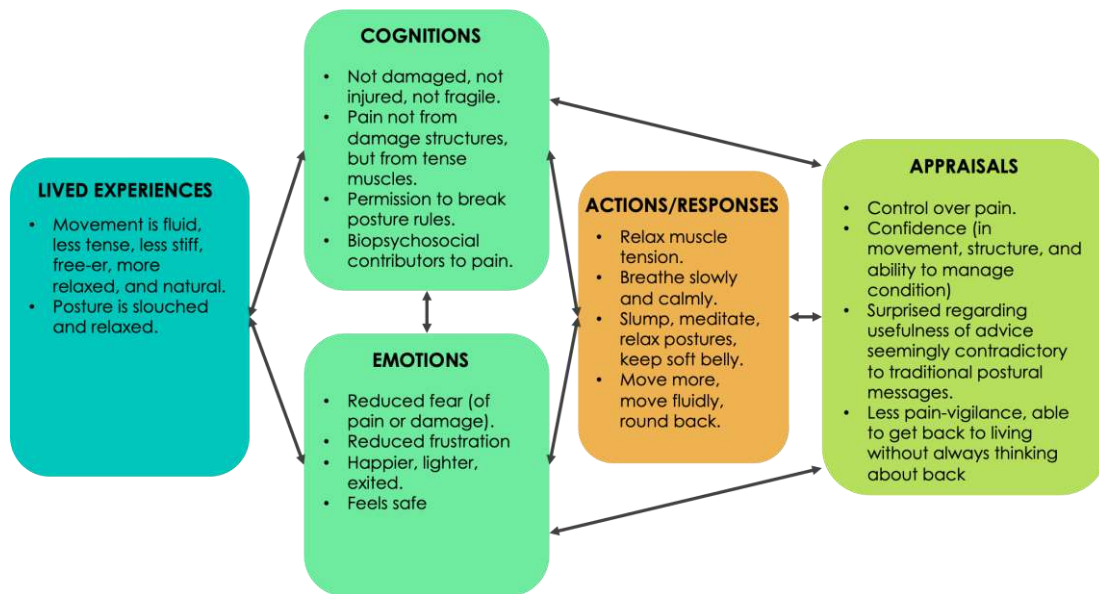 LIVED EXPERIENCES
• Movement is fluid,
less tense, less stiff,
free-er, more
relaxed, and natural.
• Posture is slouched
and relaxed.
COGNITIONS
• Not damaged, not
injured, not fragile.
• Pain not from
damage structures,
but from tense
muscles.
• Permission to break
posture rules.
• Biopsychosocial
contributors to pain.
EMOTIONS
• Reduced fear (of
pain or damage).
• Reduced frustration
• Happier, lighter,
exited.
• Feels safe
ACTIONS/RESPONSES
• Relax muscle
tension.
• Breathe slowly
and calmly.
• Slump, meditate,
relax postures,
keep soft belly.
• Move more,
move fluidly,
round back.
APPRAISALS
• Control over pain.
• Confidence (in
movement, structure, and
ability to manage
condition)
• Surprised regarding
usefulness of advice
seemingly contradictory
to traditional postural
messages.
• Less pain-vigilance, able
to get back to living
without always thinking
about back